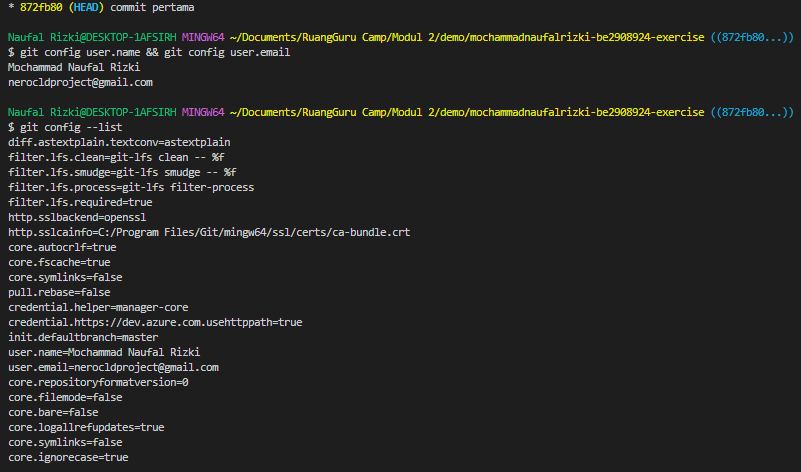 * 872fb80 (HEAD) commit pertama
Naufal Rizki@DESKTOP-1AFSIRH MINGW64 ~/Documents/RuangGuru Camp/Modul 2/demo/mochammadnaufalrizki-be2908924-exercise ((872fb80...))
$ git config user.name && git config user.email
Mochammad Naufal Rizki
nerocldproject@gmail.com
Naufal Rizki@DESKTOP-1AFSIRH MINGW64 ~/Documents/RuangGuru Camp/Modul 2/demo/mochammadnaufalrizki-be2908924-exercise ((872fb80...))
$ git config --list
diff.astextplain.textconv=astextplain
filter.lfs.clean=git-lfs clean -- %f
filter.lfs.smudge=git-lfs smudge -- %f
filter.lfs.process=git-lfs filter-process
filter.lfs.required=true
http.sslbackend=openssl
http.sslcainfo=C:/Program Files/Git/mingw64/ssl/certs/ca-bundle.crt
core.autocrlf=true
core.fscache=true
core.symlinks=false
pull.rebase=false
credential.helper=manager-core
credential.https://dev.azure.com.usehttppath=true
init.defaultbranch=master
user.name=Mochammad Naufal Rizki
user.email=nerocldproject@gmail.com
core.repositoryformatversion=0
core.filemode=false
core.bare=false
core.logallrefupdates=true
core.symlinks=false
core.ignorecase=true